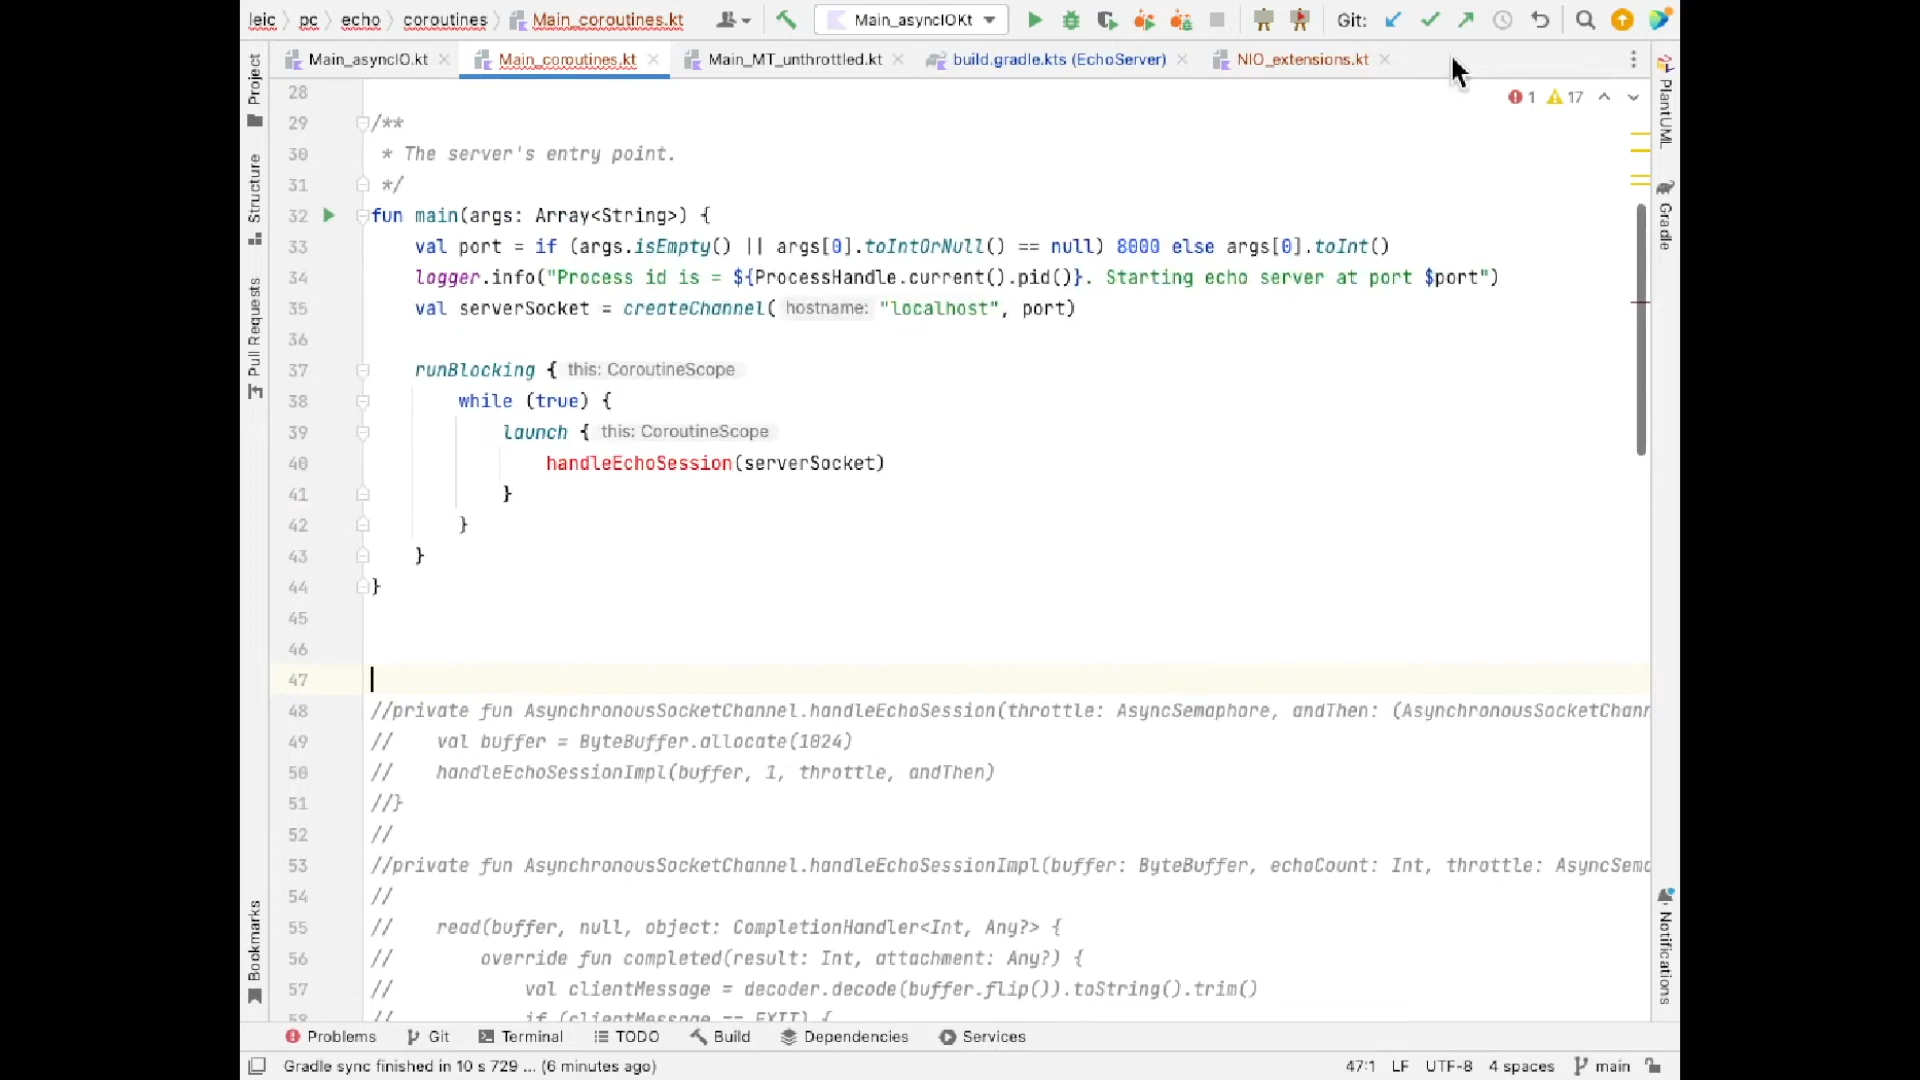 leic pc echo coroutines Main_coroutines.kt Main_asyncIOKt Git:
Main_asyncIO.kt Main_coroutines.kt Main_MT_unthrottled.kt build.gradle.kts (EchoServer) NIO_extensions.kt
Project
Structure
Pull Requests
Bookmarks
1 17
28
29 /**
30 * The server's entry point.
31 */
32 fun main(args: Array<String>) {
33 val port = if (args.isEmpty() || args[0].toIntOrNull() == null) 8000 else args[0].toInt()
34 logger.info("Process id is = ${ProcessHandle.current().pid()}. Starting echo server at port $port")
35 val serverSocket = createChannel( hostname: "localhost", port)
36
37 runBlocking { this: CoroutineScope
38 while (true) {
39 launch { this: CoroutineScope
40 handleEchoSession(serverSocket)
41 }
42 }
43 }
44 }
45
46
47
48 //private fun AsynchronousSocketChannel.handleEchoSession(throttle: AsyncSemaphore, andThen: (AsynchronousSocketChann
49 // val buffer = ByteBuffer.allocate(1024)
50 // handleEchoSessionImpl(buffer, 1, throttle, andThen)
51 //}
52 //
53 //private fun AsynchronousSocketChannel.handleEchoSessionImpl(buffer: ByteBuffer, echoCount: Int, throttle: AsyncSema
54 //
55 // read(buffer, null, object: CompletionHandler<Int, Any?> {
56 // override fun completed(result: Int, attachment: Any?) {
57 // val clientMessage = decoder.decode(buffer.flip()).toString().trim()
58 // if (clientMessage == EXIT) {
PlantUML
Gradle
Notifications
Problems Git Terminal TODO Build Dependencies Services
Gradle sync finished in 10 s 729 ... (6 minutes ago) 47:1 LF UTF-8 4 spaces main